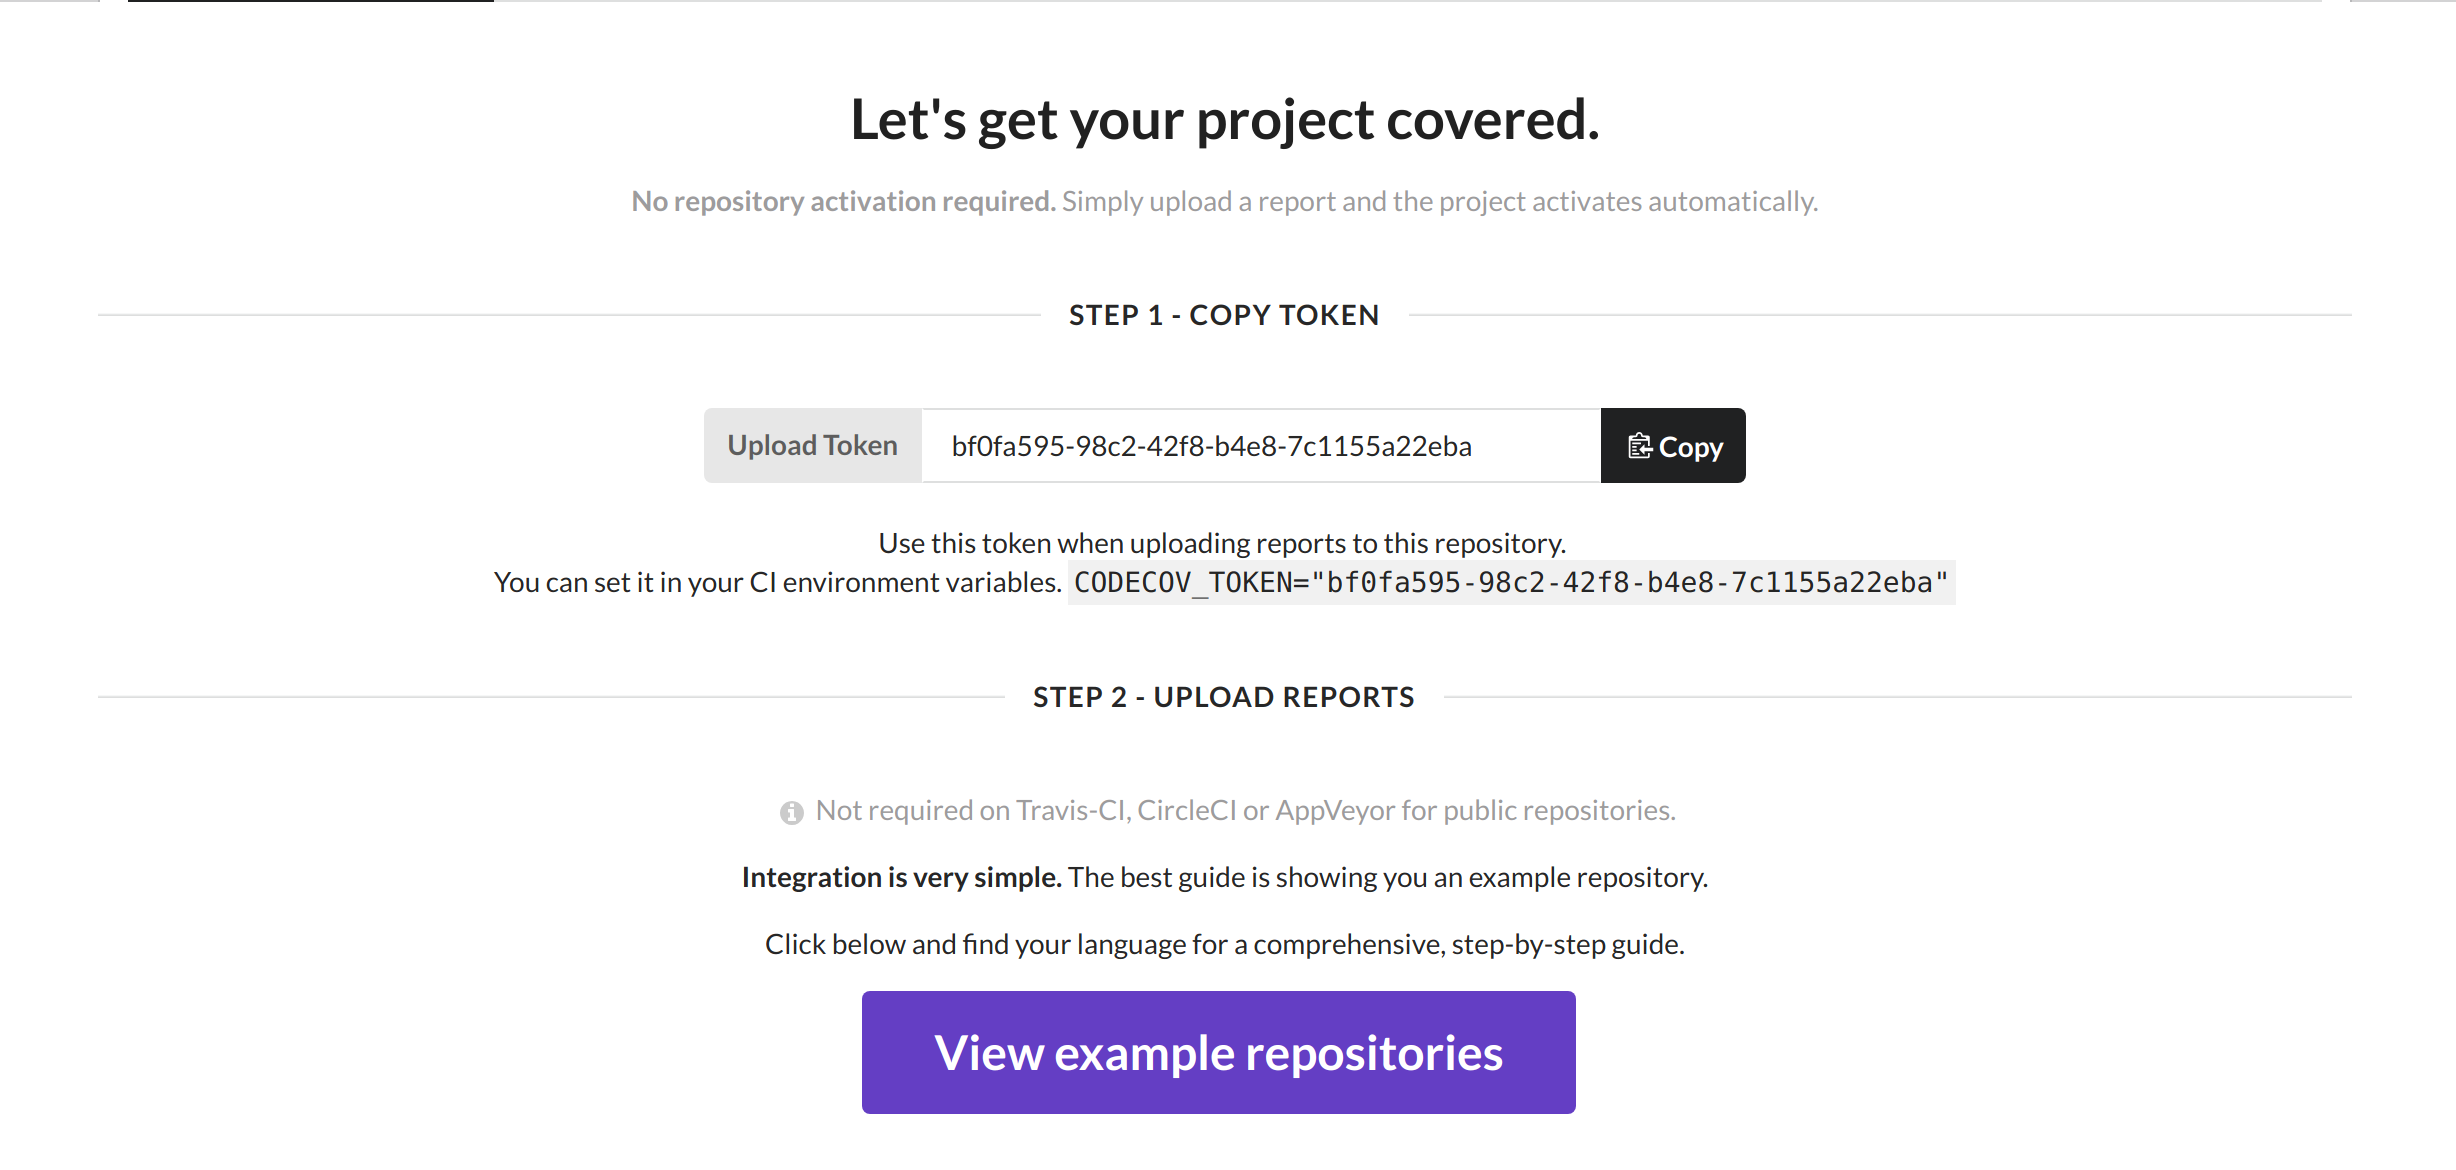 Let's get your project covered.
No repository activation required. Simply upload a report and the project activates automatically.
STEP 1 - COPY TOKEN
Upload Token bf0fa595-98c2-42f8-b4e8-7c1155a22eba Copy
Use this token when uploading reports to this repository.
You can set it in your CI environment variables. CODECOV_TOKEN="bf0fa595-98c2-42f8-b4e8-7c1155a22eba"
STEP 2 - UPLOAD REPORTS
Not required on Travis-CI, CircleCI or AppVeyor for public repositories.
Integration is very simple. The best guide is showing you an example repository.
Click below and find your language for a comprehensive, step-by-step guide.
View example repositories